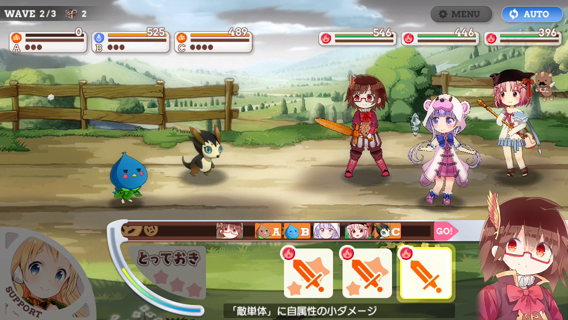 WAVE 2/3 2
MENU
AUTO
0
A
525
B
489
C
546
446
396
A
B
C
GO!
とっておき
SUPPORT
「敵単体」に自属性の小ダメージ